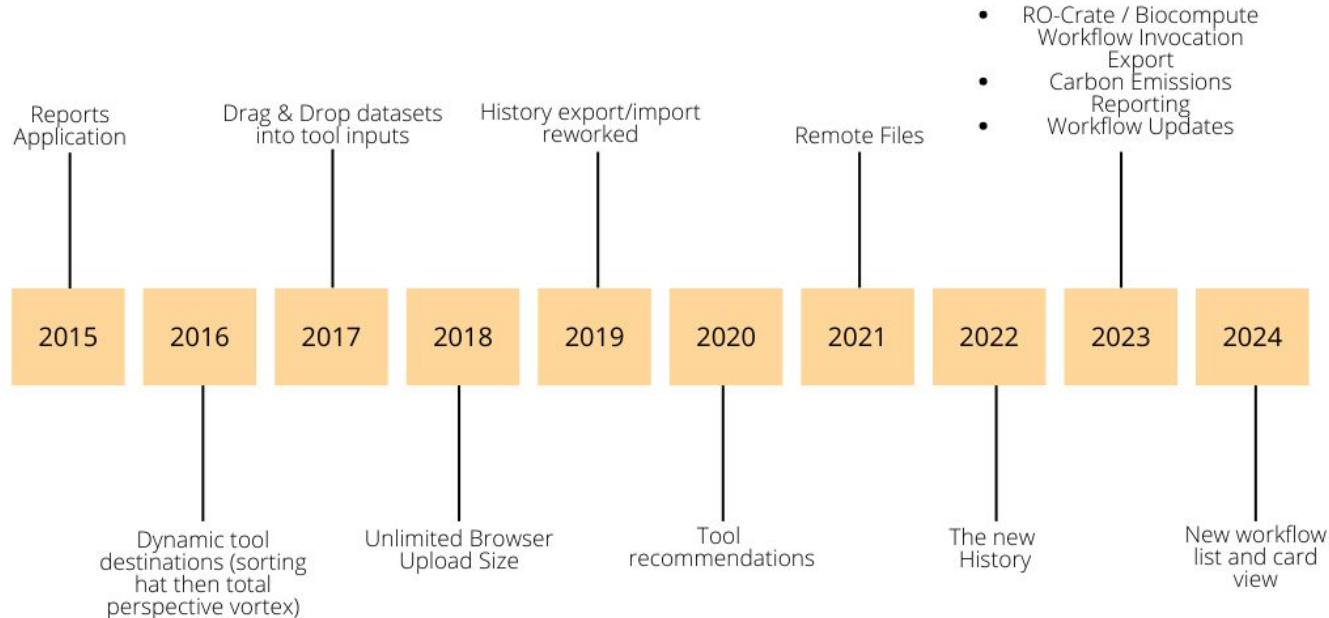 • RO-Crate / Biocompute
Workflow Invocation
Export
• Carbon Emissions
Reporting
• Workflow Updates
Reports
Application
Drag & Drop datasets
into tool inputs
History export/import
reworked
Remote Files
2015
2016
2017
2018
2019
2020
2021
2022
2023
2024
Dynamic tool
destinations (sorting
hat then total
perspective vortex)
Unlimited Browser
Upload Size
Tool
recommendations
The new
History
New workflow
list and card
view